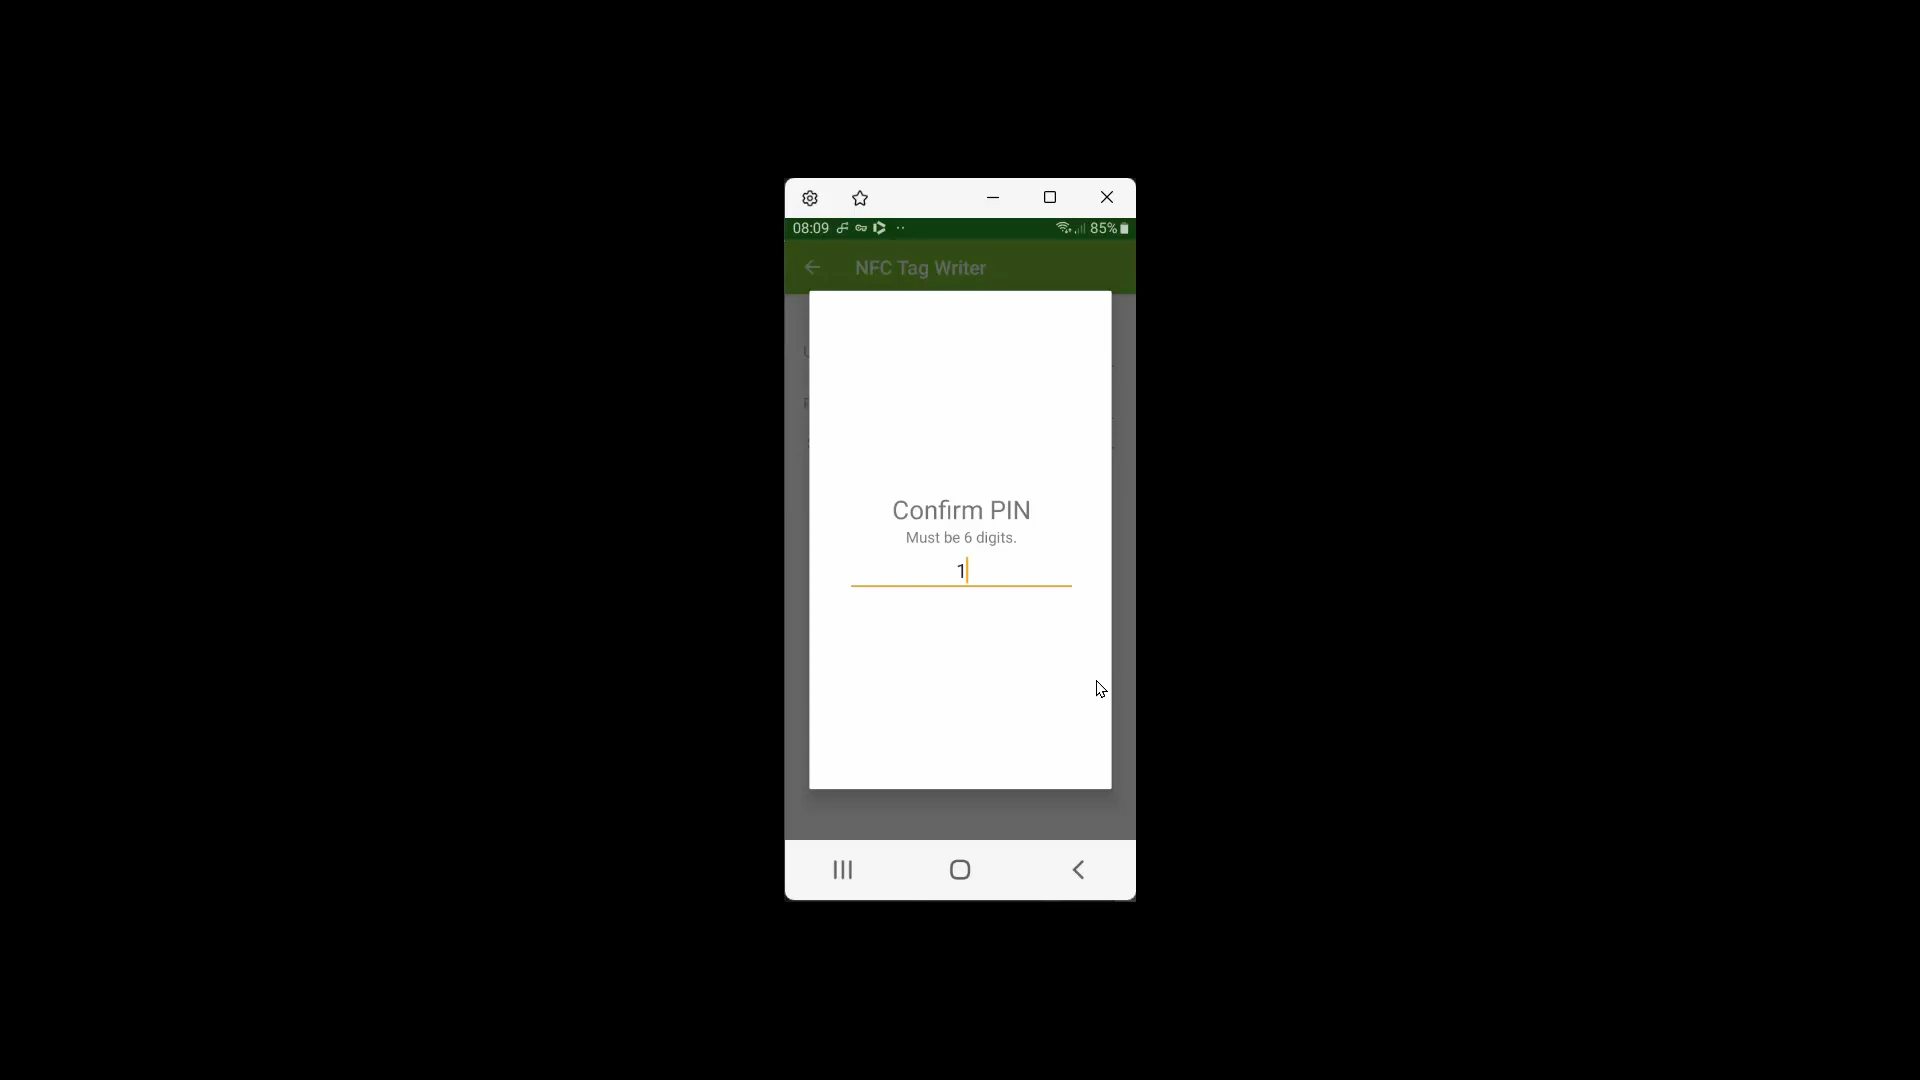 08:09 85%
NFC Tag Writer
Confirm PIN
Must be 6 digits.
1